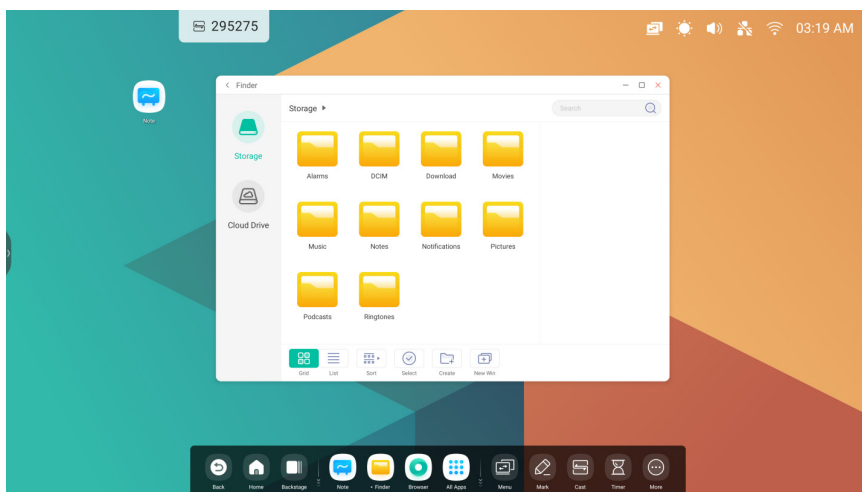 295275
03:19 AM
Note
Finder
Storage
Search
Storage
Cloud Drive
Alarms
DCIM
Download
Movies
Music
Notes
Notifications
Pictures
Podcasts
Ringtones
Grid
List
Sort
Select
Create
New Win
Back
Home
Backstage
Note
• Finder
Browser
All Apps
Menu
Mark
Cast
Timer
More